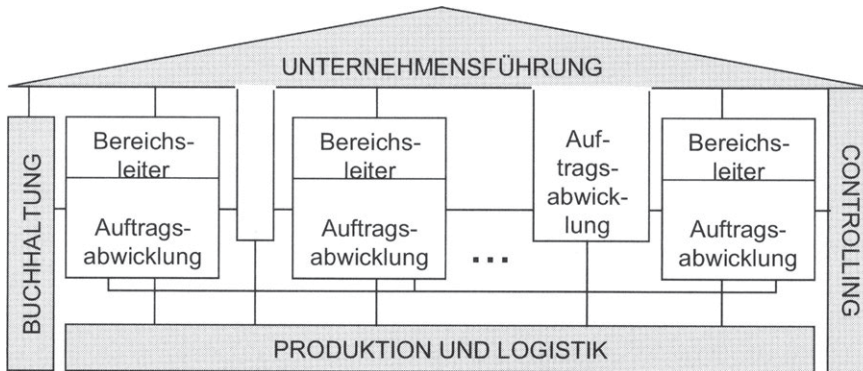 UNTERNEHMENSFÜHRUNG
BUCHHALTUNG
Bereichs-
leiter
Auftrags-
abwicklung
Bereichs-
leiter
Auftrags-
abwicklung
...
Auf-
trags-
abwick-
lung
Bereichs-
leiter
Auftrags-
abwicklung
CONTROLLING
PRODUKTION UND LOGISTIK